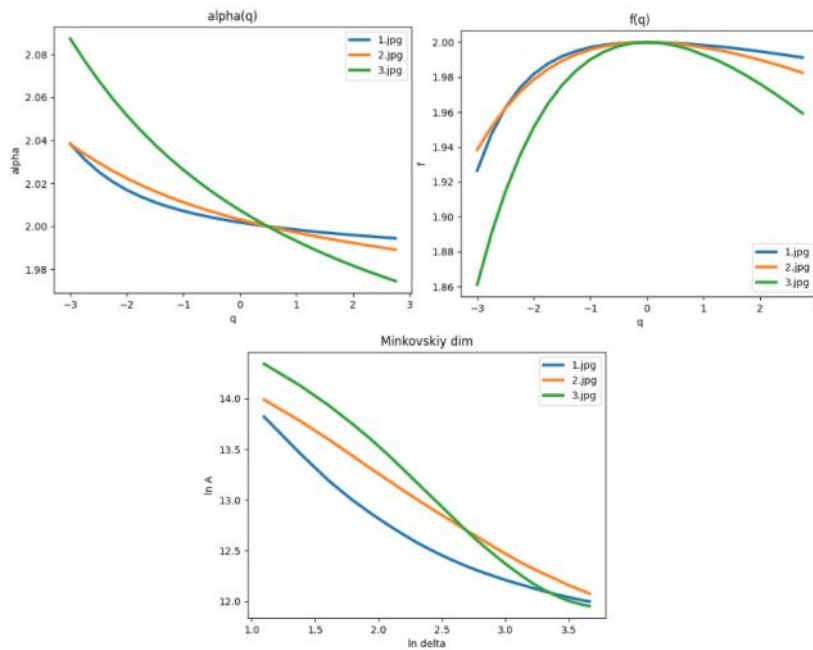 alpha(q)
2.08
2.06
2.04
2.02
2.00
1.98
alpha
−3
−2
−1
0
1
2
3
q
1.jpg
2.jpg
3.jpg
f(q)
2.00
1.98
1.96
1.94
1.92
1.90
1.88
1.86
f
−3
−2
−1
0
1
2
q
1.jpg
2.jpg
3.jpg
Minkovskiy dim
14.0
13.5
13.0
12.5
12.0
ln A
1.0
1.5
2.0
2.5
3.0
3.5
ln delta
1.jpg
2.jpg
3.jpg